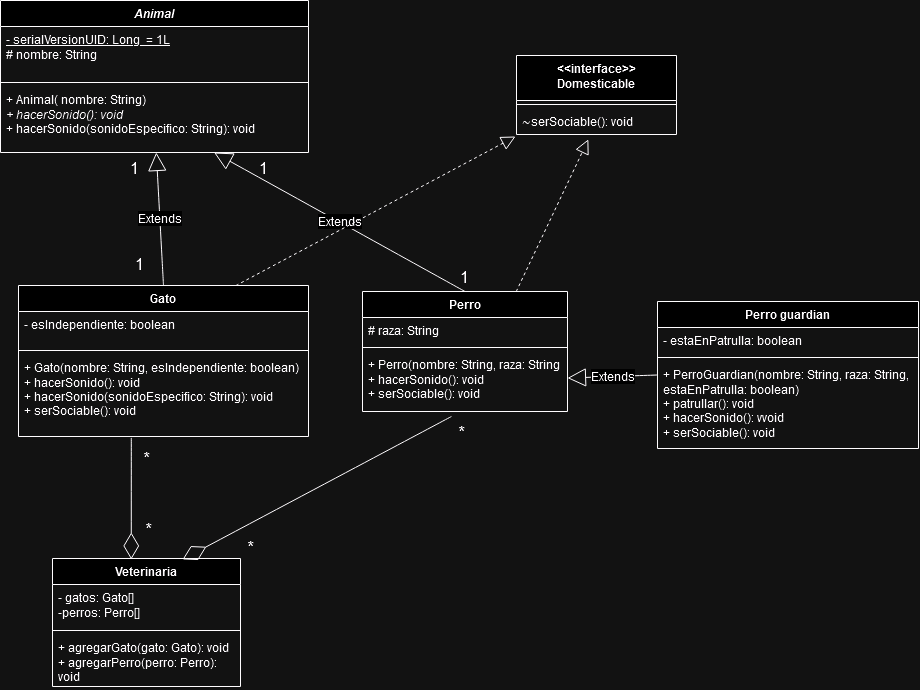 Animal
- serialVersionUID: Long  = 1L
# nombre: String
+ Animal( nombre: String)
+ hacerSonido(): void
+ hacerSonido(sonidoEspecifico: String): void
<<interface>>
Domesticable
~serSociable(): void
1
1
Extends
Extends
1
1
Gato
- esIndependiente: boolean
+ Gato(nombre: String, esIndependiente: boolean)
+ hacerSonido(): void
+ hacerSonido(sonidoEspecifico: String): void
+ serSociable(): void
Perro
# raza: String
+ Perro(nombre: String, raza: String
+ hacerSonido(): void
+ serSociable(): void
Extends
Perro guardian
- estaEnPatrulla: boolean
+ PerroGuardian(nombre: String, raza: String,
estaEnPatrulla: boolean)
+ patrullar(): void
+ hacerSonido(): vvoid
+ serSociable(): void
*
*
*
*
Veterinaria
- gatos: Gato[]
-perros: Perro[]
+ agregarGato(gato: Gato): void
+ agregarPerro(perro: Perro):
void